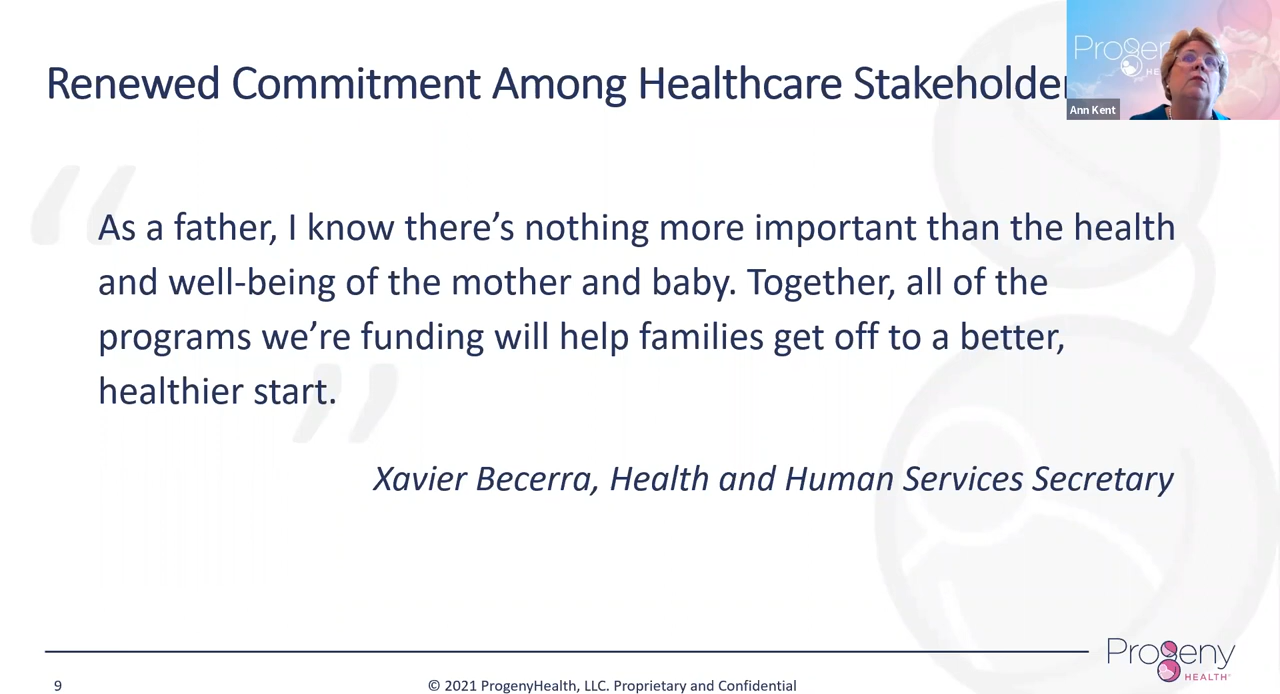 Renewed Commitment Among Healthcare Stakeholder
Progeny
HE
Ann Kent
“
As a father, I know there’s nothing more important than the health
and well-being of the mother and baby. Together, all of the
programs we’re funding will help families get off to a better,
healthier start.
”
Xavier Becerra, Health and Human Services Secretary
9
© 2021 ProgenyHealth, LLC. Proprietary and Confidential
Progeny
HEALTH